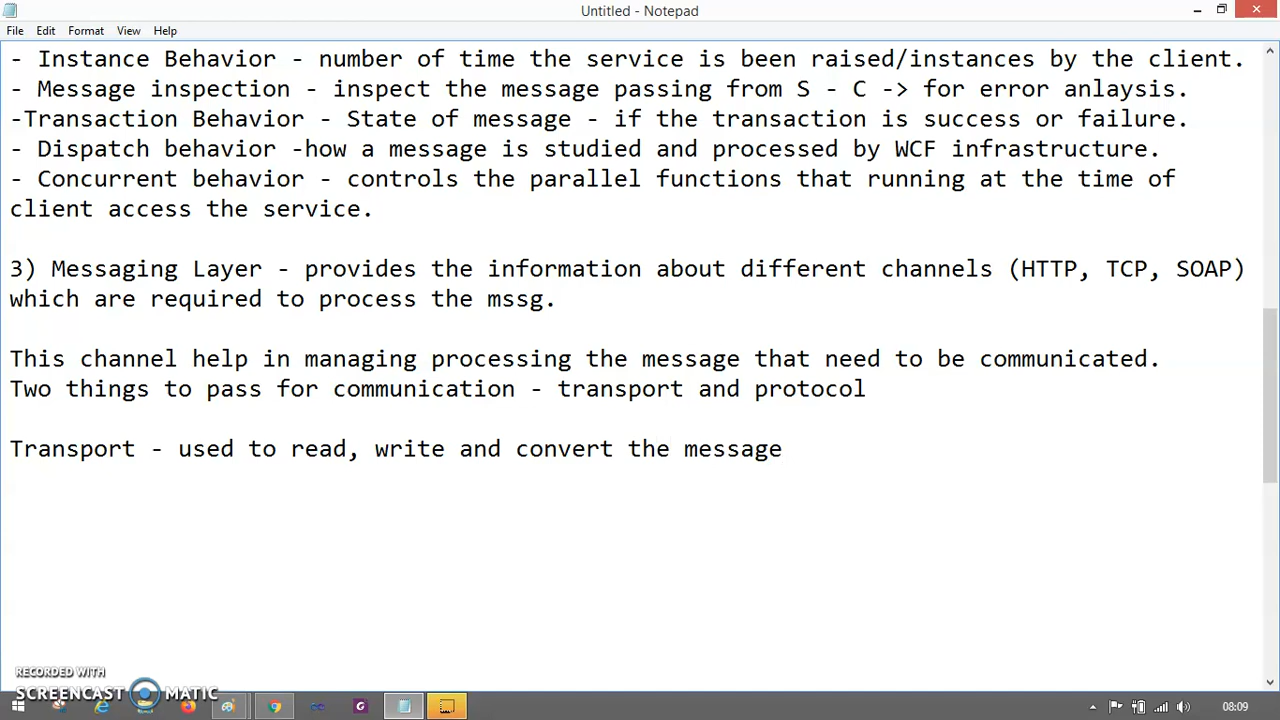 Untitled - Notepad
File Edit Format View Help
- Instance Behavior - number of time the service is been raised/instances by the client.
- Message inspection - inspect the message passing from S - C -> for error anlaysis.
-Transaction Behavior - State of message - if the transaction is success or failure.
- Dispatch behavior -how a message is studied and processed by WCF infrastructure.
- Concurrent behavior - controls the parallel functions that running at the time of
client access the service.
3) Messaging Layer - provides the information about different channels (HTTP, TCP, SOAP)
which are required to process the mssg.
This channel help in managing processing the message that need to be communicated.
Two things to pass for communication - transport and protocol
Transport - used to read, write and convert the message
RECORDED WITH
SCREENCAST MATIC
08:09